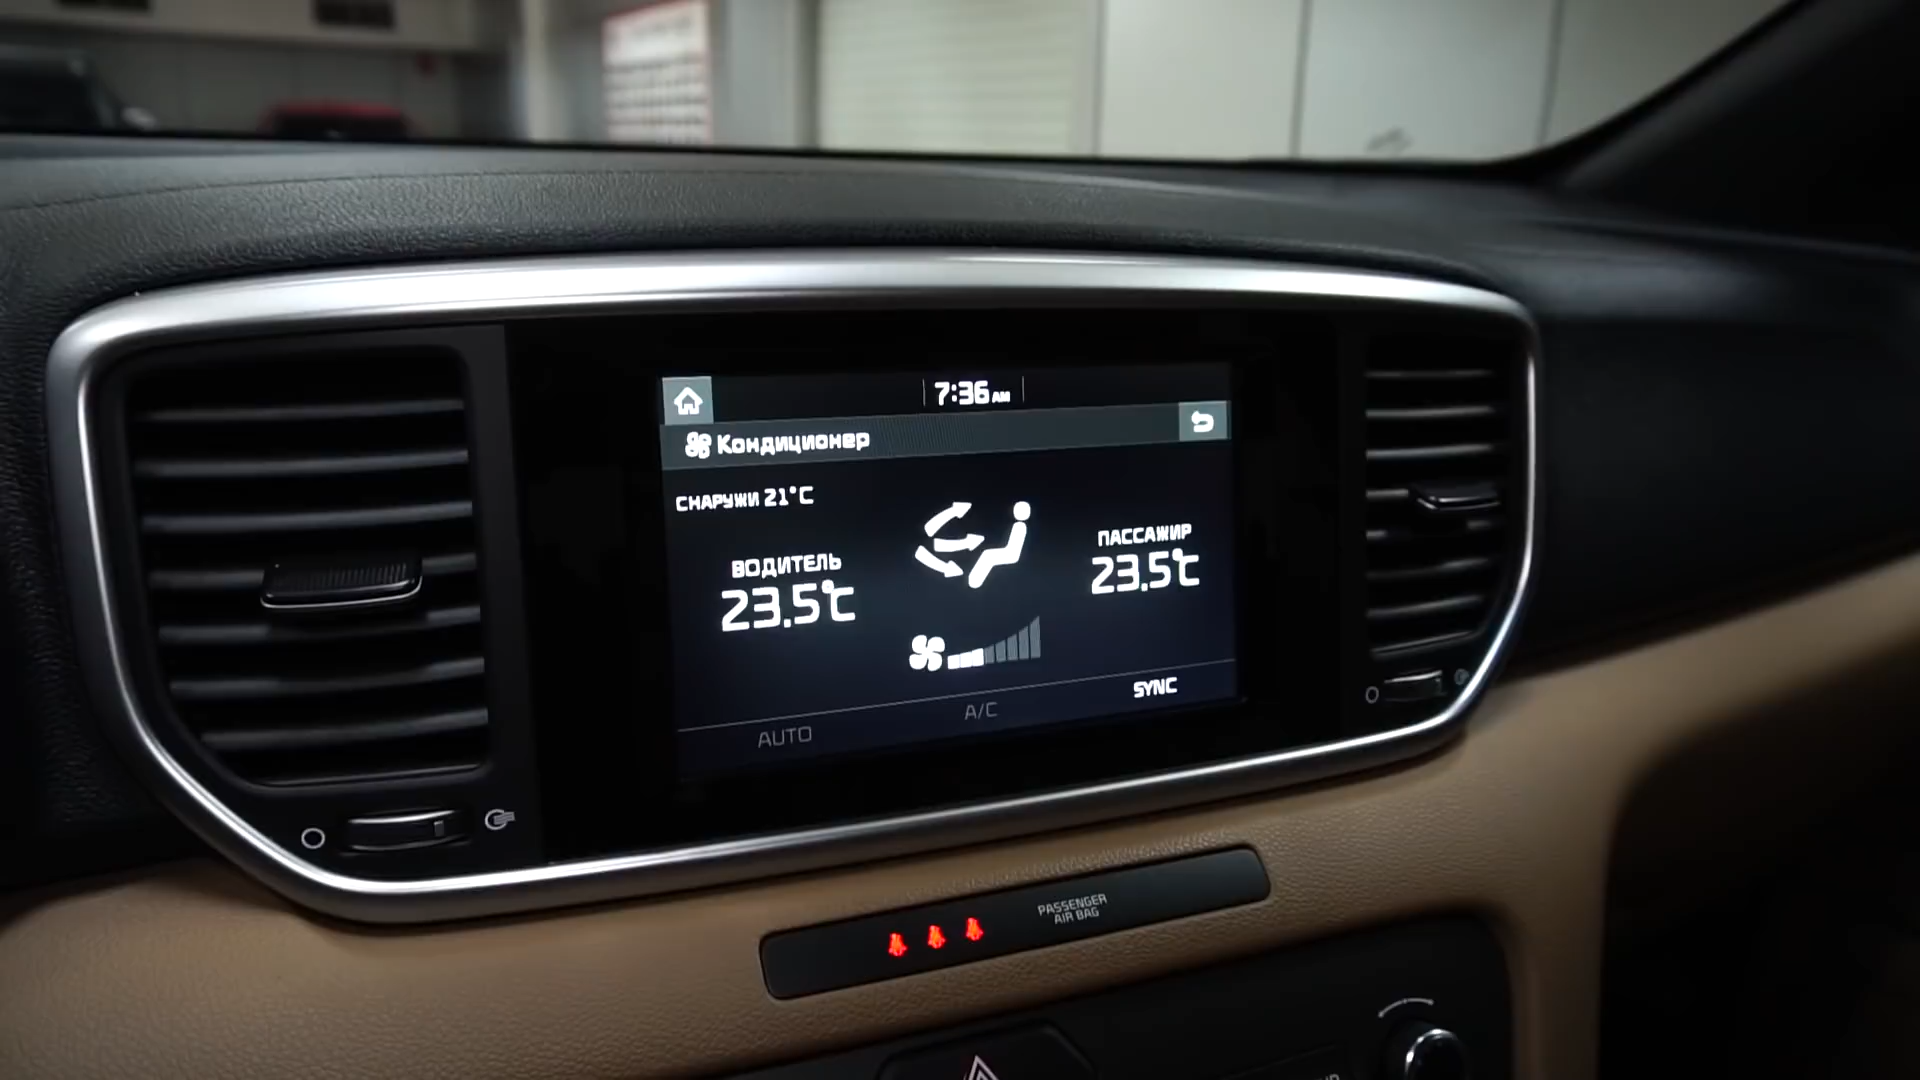 7:36 AM
Кондиционер
СНАРУЖИ 21°C
ВОДИТЕЛЬ
23.5℃
ПАССАЖИР
23.5℃
SYNC
A/C
AUTO
PASSENGER
AIR BAG